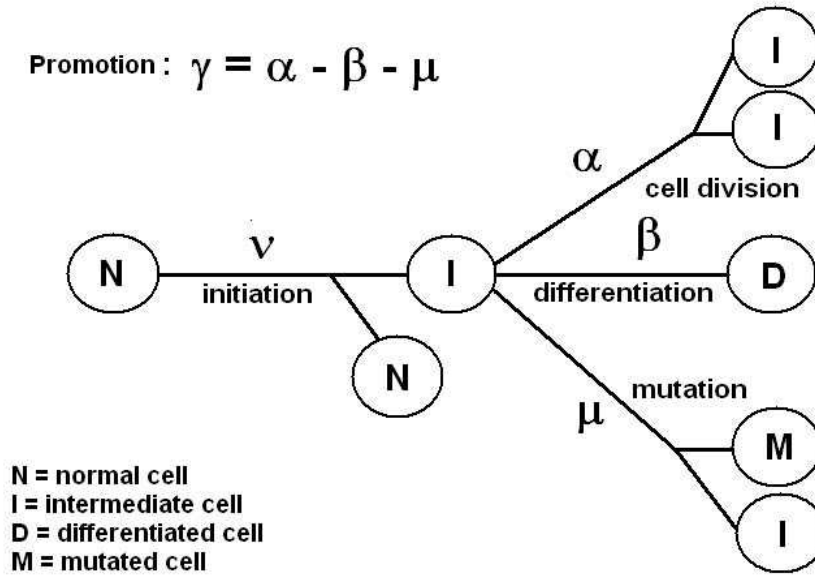 Promotion : γ = α - β - μ
I
I
α
cell division
N
ν
initiation
I
β
differentiation
D
N
mutation
μ
M
I
N = normal cell
I = intermediate cell
D = differentiated cell
M = mutated cell